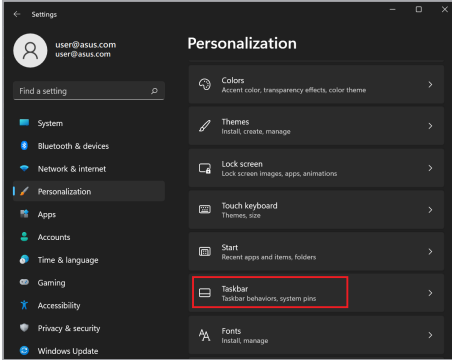 Settings
user@asus.com
user@asus.com
Find a setting
System
Bluetooth & devices
Network & internet
Personalization
Apps
Accounts
Time & language
Gaming
Accessibility
Privacy & security
Windows Update
Personalization
Colors
Accent color, transparency effects, color theme
Themes
Install, create, manage
Lock screen
Lock screen images, apps, animations
Touch keyboard
Themes, size
Start
Recent apps and items, folders
Taskbar
Taskbar behaviors, system pins
Fonts
Install, manage